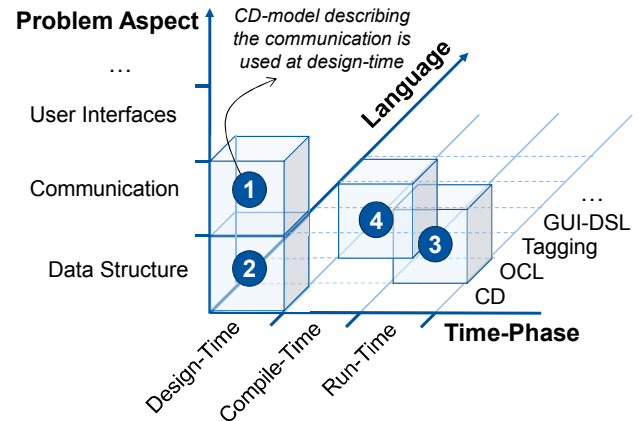 Problem Aspect
CD-model describing
the communication is
used at design-time
...
User Interfaces
Language
Communication
1
4
...
GUI-DSL
3
Tagging
Data Structure
2
OCL
CD
Time-Phase
Design-Time
Compile-Time
Run-Time